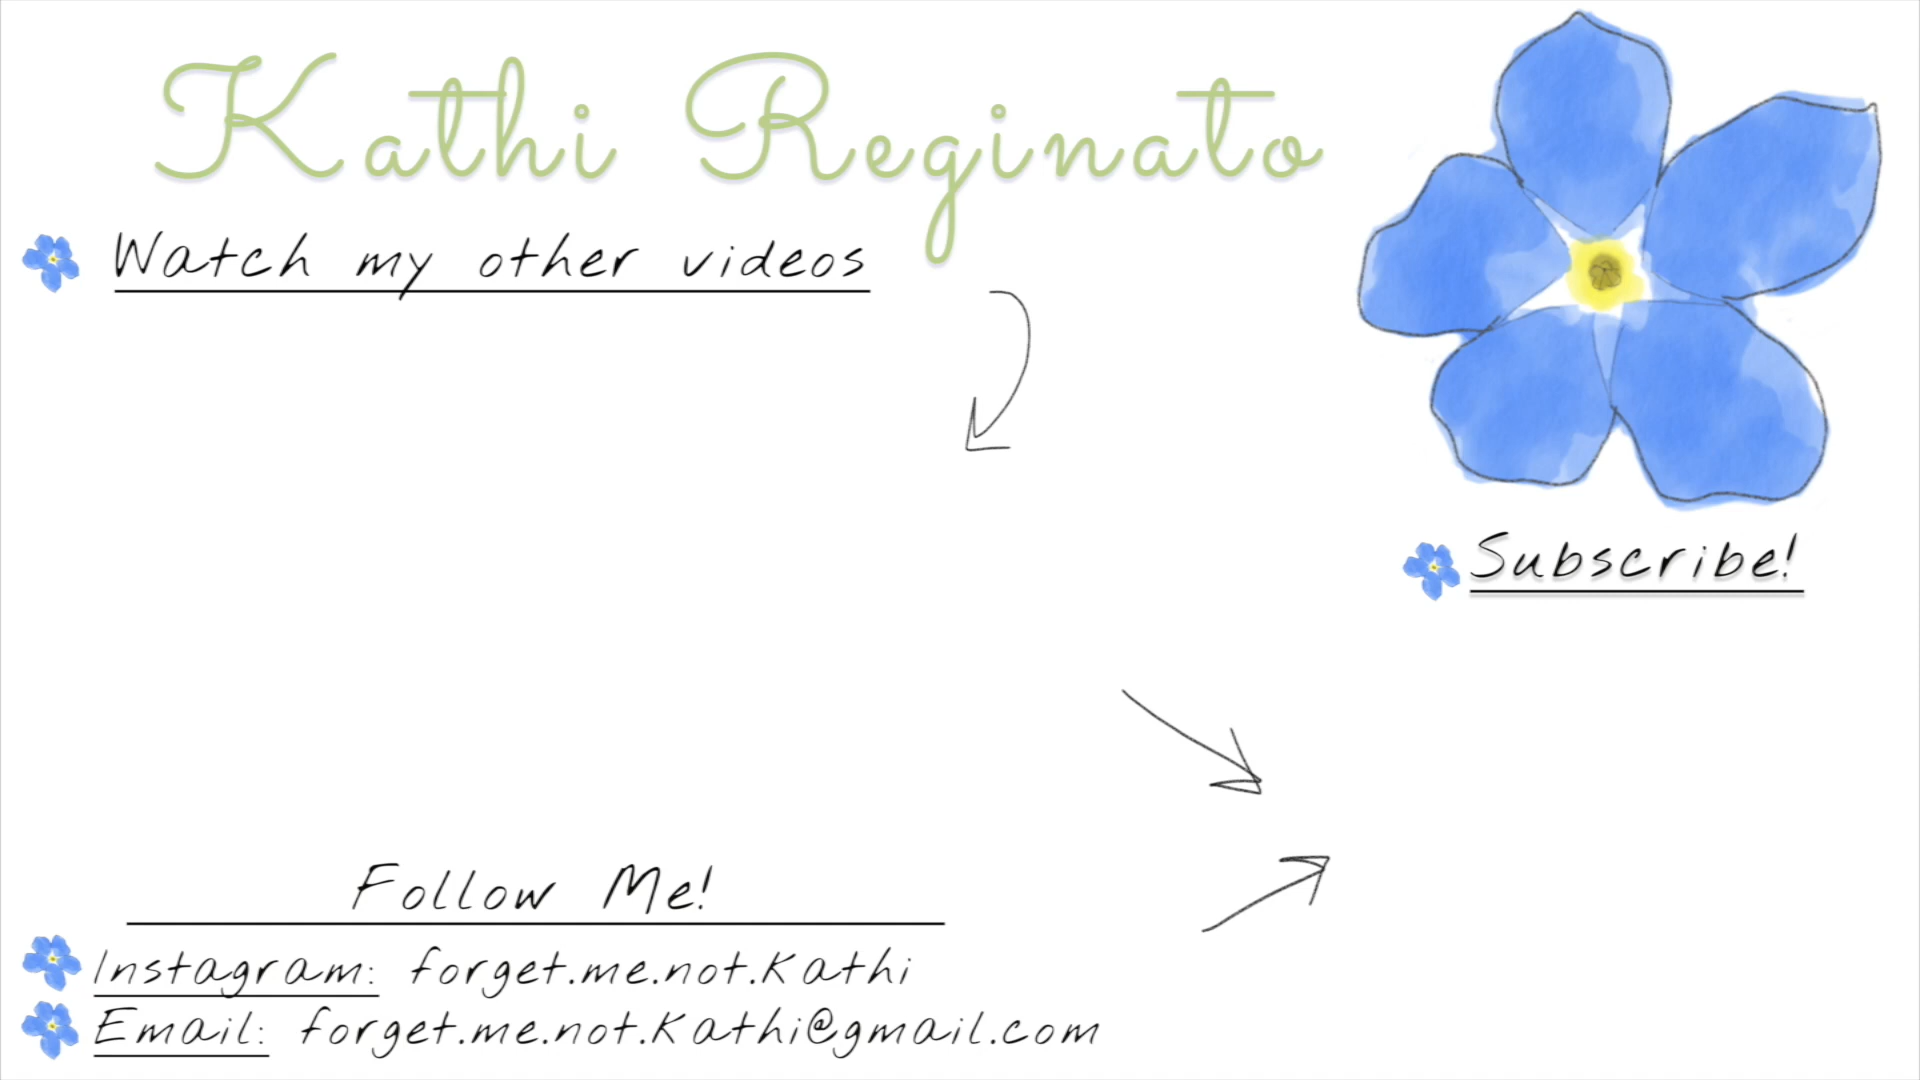 Kathi Reginato
Watch my other videos
Subscribe!
Follow Me!
Instagram: forget.me.not.Kathi
Email: forget.me.not.Kathi@gmail.com